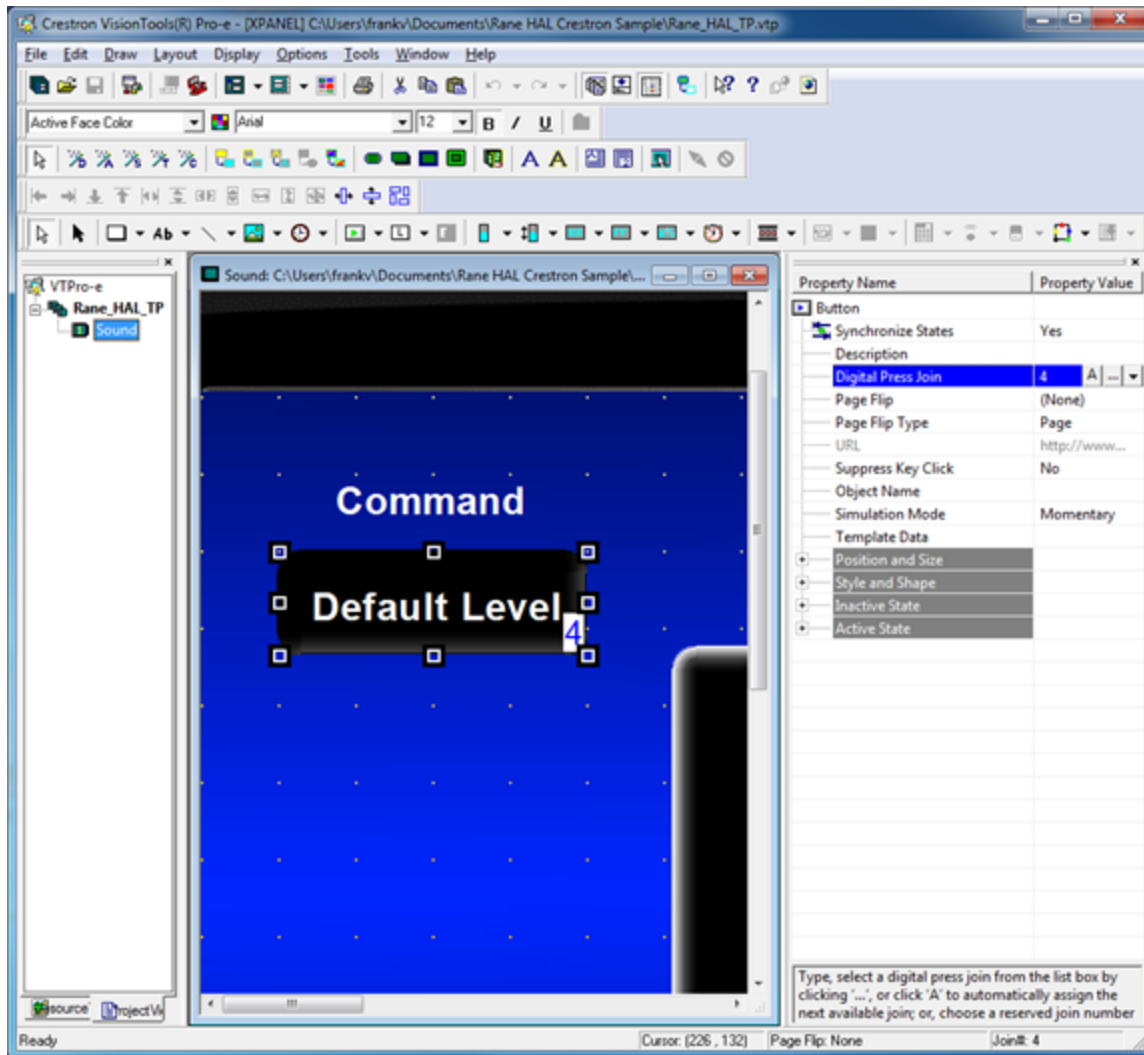 Crestron VisionTools(R) Pro-e - [XPANEL] C:\Users\frankv\Documents\Rane HAL Crestron Sample\Rane_HAL_TP.vtp
File Edit Draw Layout Display Options Tools Window Help
Active Face Color Arial 12 B / U
A A
Ab
VTPro-e
Rane_HAL_TP
Sound
Sound: C:\Users\frankv\Documents\Rane HAL Crestron Sample\...
Command
Default Level
4
Property Name Property Value
Button
Synchronize States Yes
Description
Digital Press Join 4 A ...
Page Flip (None)
Page Flip Type Page
URL http://www...
Suppress Key Click No
Object Name
Simulation Mode Momentary
Template Data
Position and Size
Style and Shape
Inactive State
Active State
Type, select a digital press join from the list box by
clicking '...', or click 'A' to automatically assign the
next available join; or, choose a reserved join number
Ready Cursor: (226 , 132) Page Flip: None Join#: 4